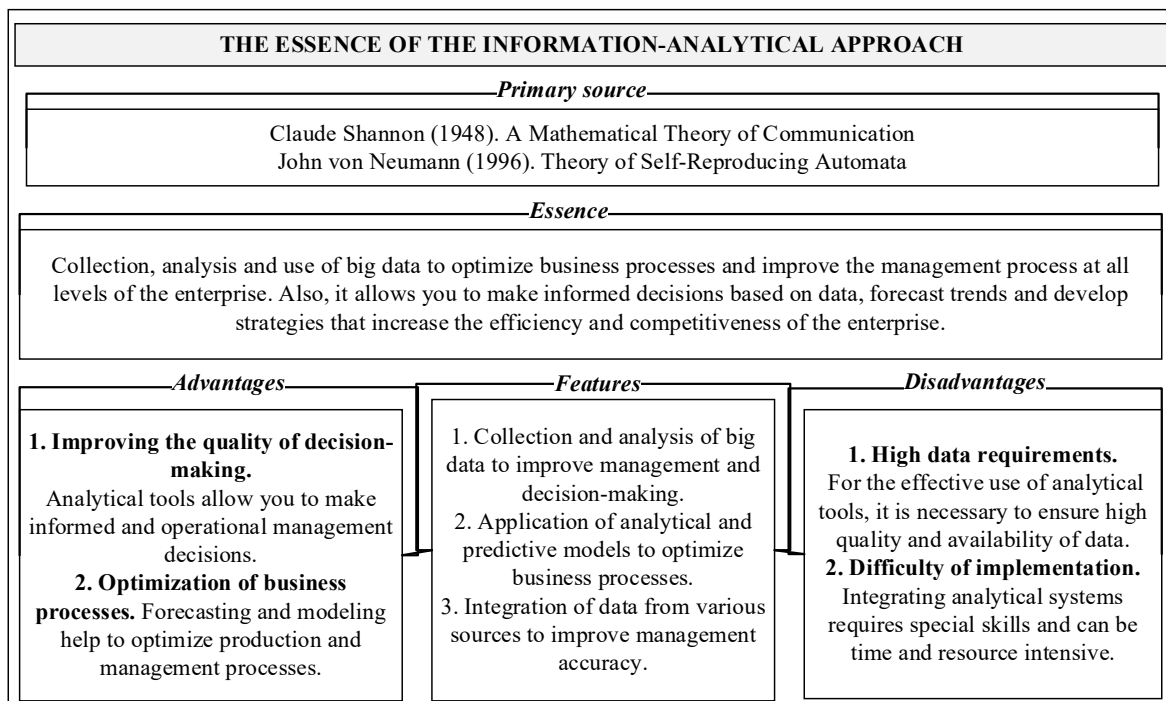 THE ESSENCE OF THE INFORMATION-ANALYTICAL APPROACH
Primary source
Claude Shannon (1948). A Mathematical Theory of Communication
John von Neumann (1996). Theory of Self-Reproducing Automata
Essence
Collection, analysis and use of big data to optimize business processes and improve the management process at all
levels of the enterprise. Also, it allows you to make informed decisions based on data, forecast trends and develop
strategies that increase the efficiency and competitiveness of the enterprise.
Advantages
1. Improving the quality of decision-
making.
Analytical tools allow you to make
informed and operational management
decisions.
2. Optimization of business
processes. Forecasting and modeling
help to optimize production and
management processes.
Features
1. Collection and analysis of big
data to improve management and
decision-making.
2. Application of analytical and
predictive models to optimize
business processes.
3. Integration of data from various
sources to improve management
accuracy.
Disadvantages
1. High data requirements.
For the effective use of analytical
tools, it is necessary to ensure high
quality and availability of data.
2. Difficulty of implementation.
Integrating analytical systems
requires special skills and can be
time and resource intensive.